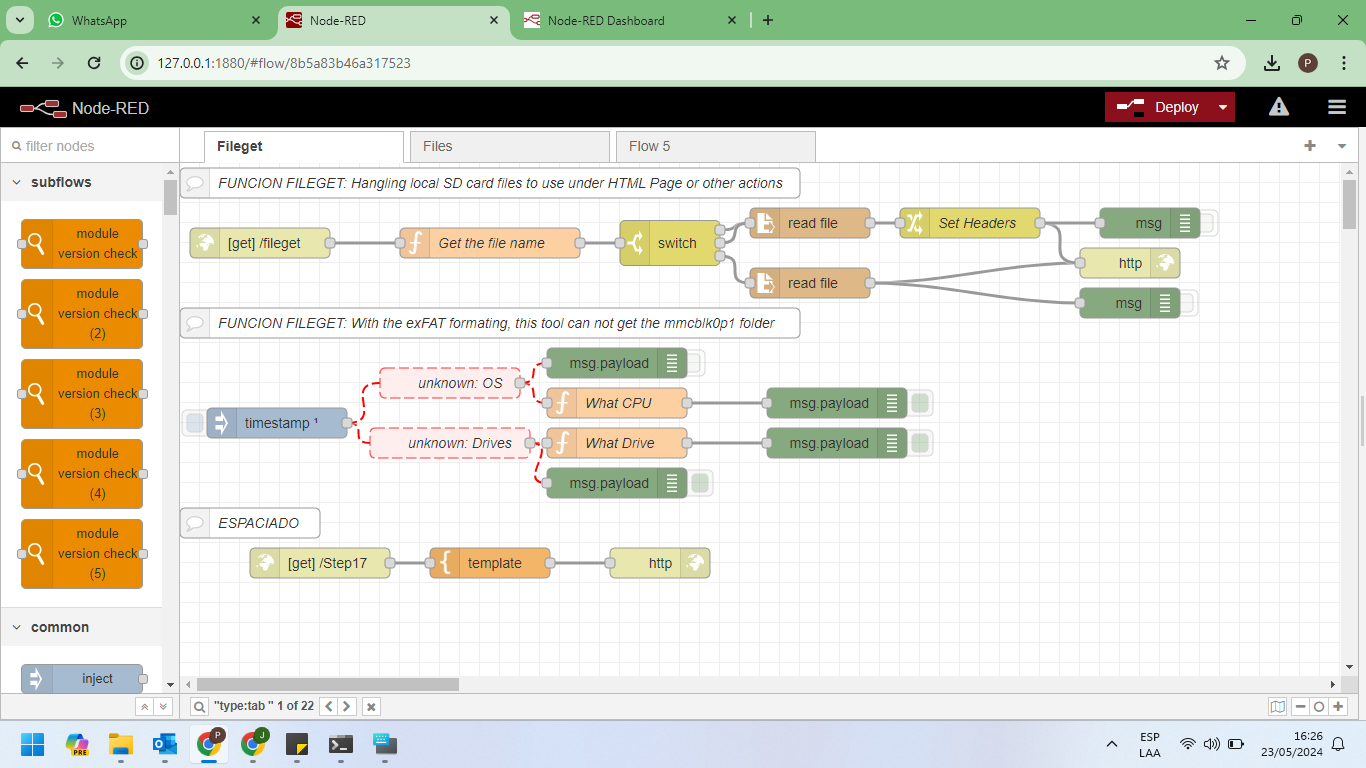 WhatsApp
Node-RED
Node-RED Dashboard
127.0.0.1:1880/#flow/8b5a83b46a317523
P
Node-RED
Deploy
filter nodes
Fileget
Files
Flow 5
subflows
module
version check
module
version check
(2)
module
version check
(3)
module
version check
(4)
module
version check
(5)
common
inject
FUNCION FILEGET: Hangling local SD card files to use under HTML Page or other actions
[get] /fileget
Get the file name
switch
read file
Set Headers
msg
http
read file
msg
FUNCION FILEGET: With the exFAT formating, this tool can not get the mmcblk0p1 folder
msg.payload
unknown: OS
What CPU
msg.payload
timestamp ¹
unknown: Drives
What Drive
msg.payload
msg.payload
ESPACIADO
[get] /Step17
template
http
"type:tab " 1 of 22
PRE
P
J
ESP
LAA
16:26
23/05/2024